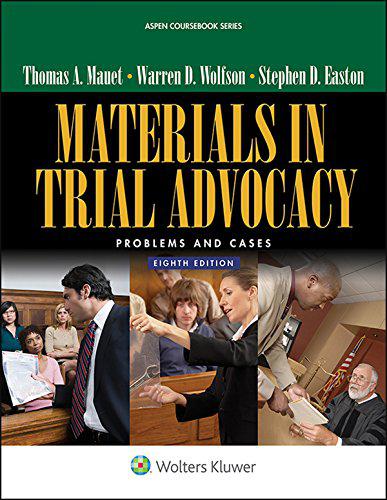 ASPEN COURSEBOOK SERIES
Thomas A. Mauet • Warren D. Wolfson • Stephen D. Easton
MATERIALS IN
TRIAL ADVOCACY
PROBLEMS AND CASES
EIGHTH EDITION
Wolters Kluwer